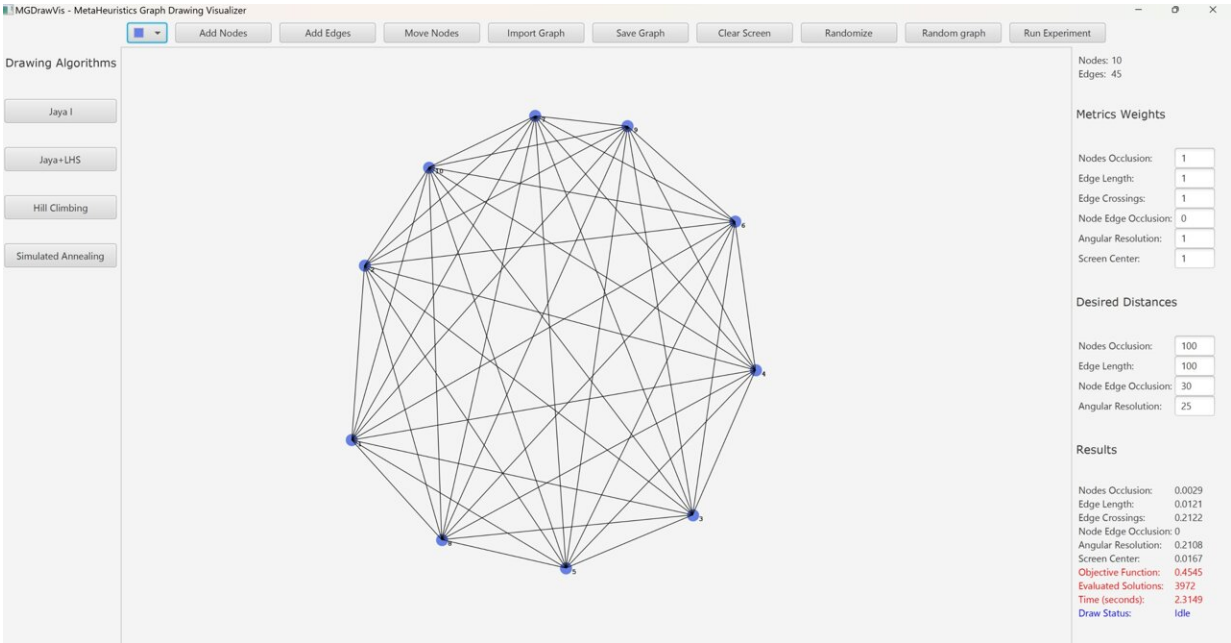 MGDrawVis - MetaHeuristics Graph Drawing Visualizer
Add Nodes Add Edges Move Nodes Import Graph Save Graph Clear Screen Randomize Random graph Run Experiment
Drawing Algorithms
Jaya I
Jaya+LHS
Hill Climbing
Simulated Annealing
9
10
6
4
3
5
Nodes: 10
Edges: 45
Metrics Weights
Nodes Occlusion: 1
Edge Length: 1
Edge Crossings: 1
Node Edge Occlusion: 0
Angular Resolution: 1
Screen Center: 1
Desired Distances
Nodes Occlusion: 100
Edge Length: 100
Node Edge Occlusion: 30
Angular Resolution: 25
Results
Nodes Occlusion: 0.0029
Edge Length: 0.0121
Edge Crossings: 0.2122
Node Edge Occlusion: 0
Angular Resolution: 0.2108
Screen Center: 0.0167
Objective Function: 0.4545
Evaluated Solutions: 3972
Time (seconds): 2.3149
Draw Status: Idle